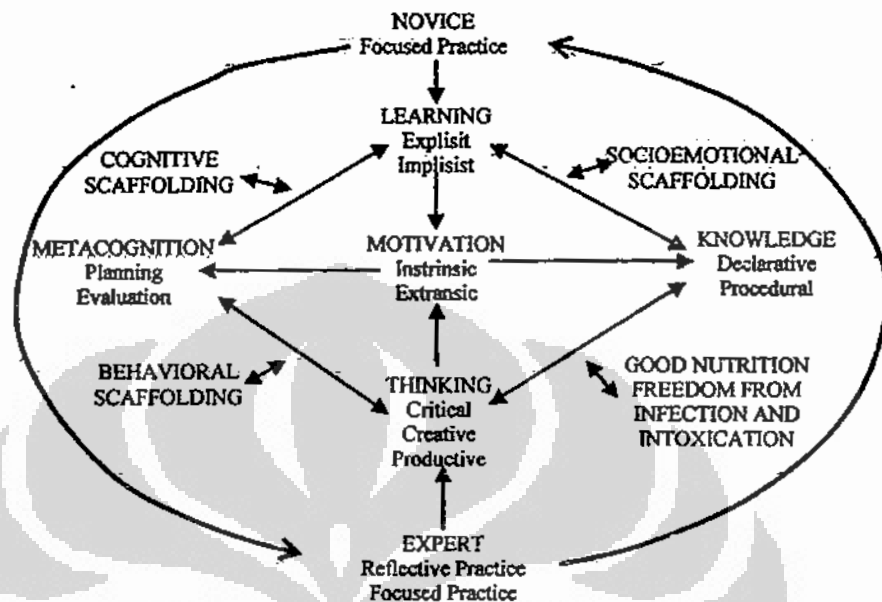 NOVICE
Focused Practice
LEARNING
Explisit
Implisist
COGNITIVE
SCAFFOLDING
SOCIOEMOTIONAL
SCAFFOLDING
METACOGNITION
Planning
Evaluation
MOTIVATION
Instrinsic
Extransic
KNOWLEDGE
Declarative
Procedural
BEHAVIORAL
SCAFFOLDING
THINKING
Critical
Creative
Productive
GOOD NUTRITION
FREEDOM FROM
INFECTION AND
INTOXICATION
EXPERT
Reflective Practice
Focused Practice